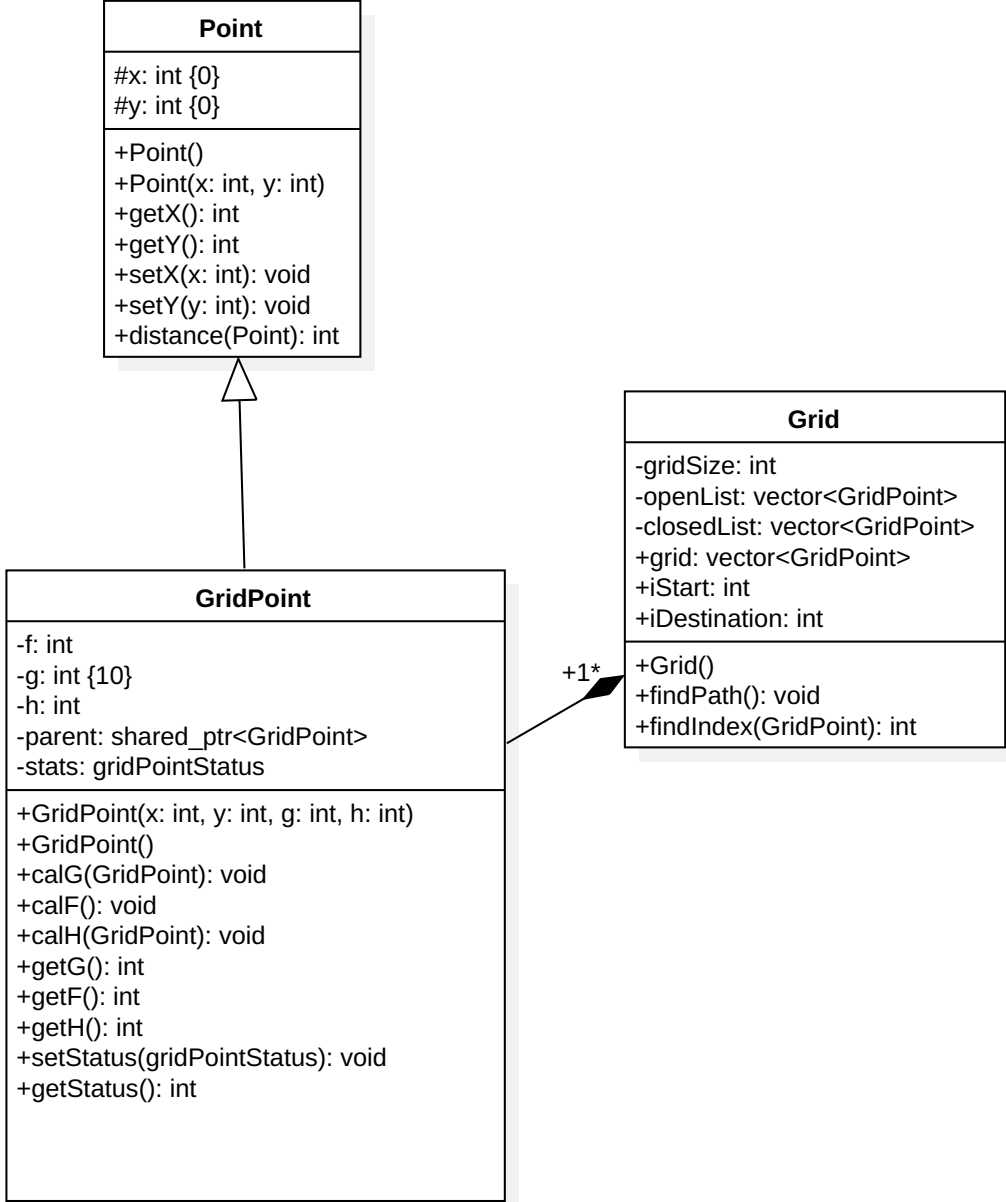 Point
#x: int {0}
#y: int {0}
+Point()
+Point(x: int, y: int)
+getX(): int
+getY(): int
+setX(x: int): void
+setY(y: int): void
+distance(Point): int
Grid
-gridSize: int
-openList: vector<GridPoint>
-closedList: vector<GridPoint>
+grid: vector<GridPoint>
+iStart: int
+iDestination: int
+Grid()
+findPath(): void
+findIndex(GridPoint): int
+1*
GridPoint
-f: int
-g: int {10}
-h: int
-parent: shared_ptr<GridPoint>
-stats: gridPointStatus
+GridPoint(x: int, y: int, g: int, h: int)
+GridPoint()
+calG(GridPoint): void
+calF(): void
+calH(GridPoint): void
+getG(): int
+getF(): int
+getH(): int
+setStatus(gridPointStatus): void
+getStatus(): int